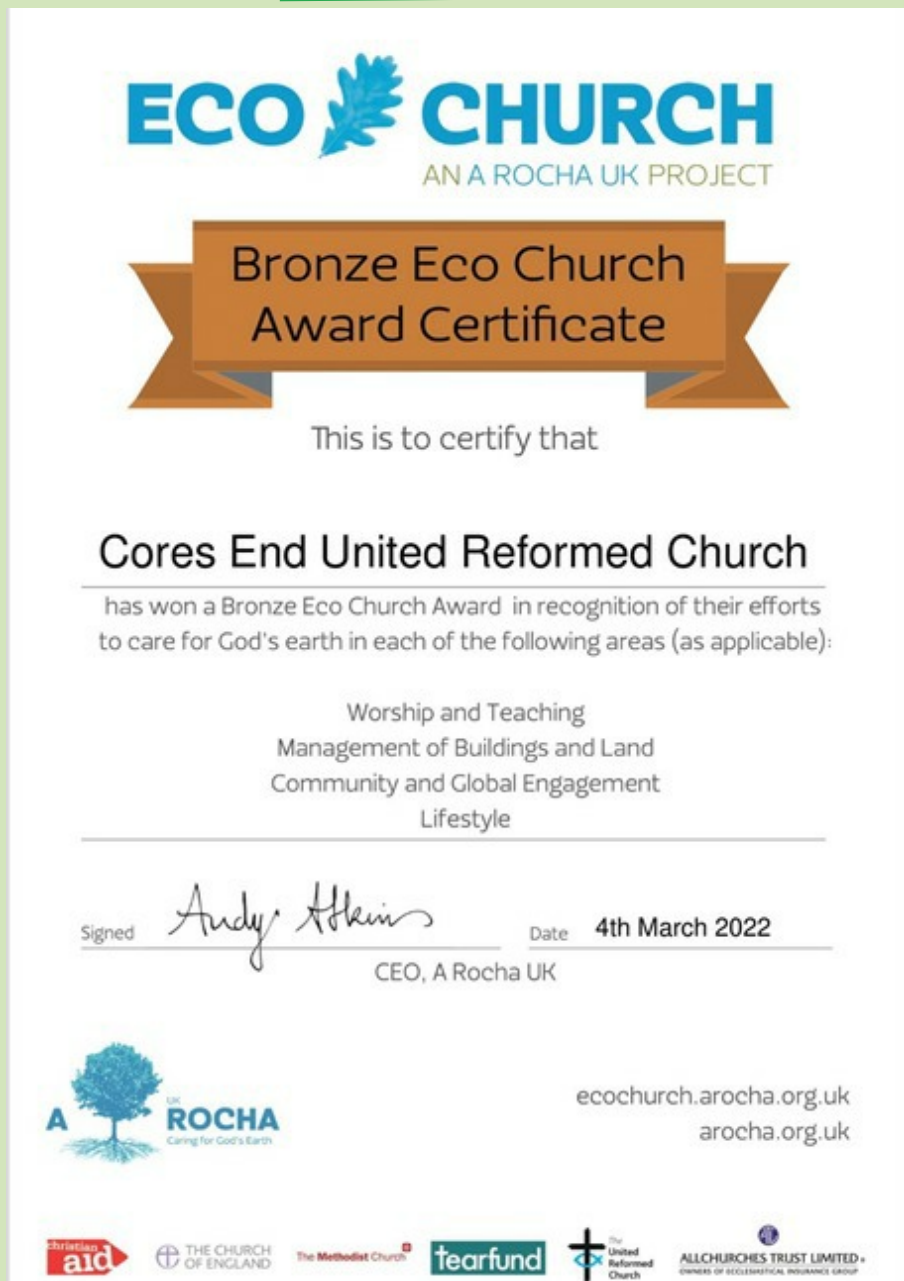 ECO CHURCH
AN A ROCHA UK PROJECT
Bronze Eco Church
Award Certificate
This is to certify that
Cores End United Reformed Church
has won a Bronze Eco Church Award in recognition of their efforts
to care for God's earth in each of the following areas (as applicable):
Worship and Teaching
Management of Buildings and Land
Community and Global Engagement
Lifestyle
Signed Andy Atkins Date 4th March 2022
CEO, A Rocha UK
UK
A ROCHA
Caring for God's Earth
ecochurch.arocha.org.uk
arocha.org.uk
christian aid
THE CHURCH
OF ENGLAND
The Methodist Church
tearfund
The
United
Reformed
Church
ALLCHURCHES TRUST LIMITED
OWNERS OF ECCLESIASTICAL INSURANCE GROUP